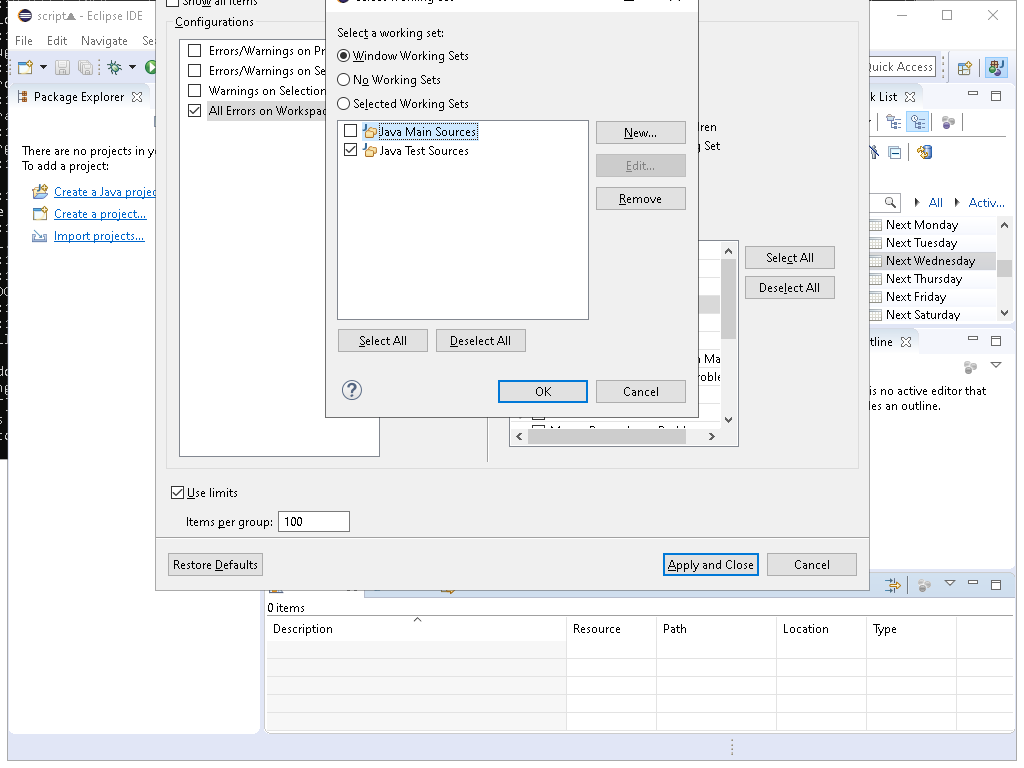 script▲ - Eclipse IDE
File Edit Navigate Se
Quick Access
Package Explorer
There are no projects in y
To add a project:
Create a Java projec
Create a project...
Import projects...
Show all items
Configurations
Errors/Warnings on Pr
Errors/Warnings on Se
Warnings on Selection
All Errors on Workspac
Select a working set:
Window Working Sets
No Working Sets
Selected Working Sets
Java Main Sources
Java Test Sources
New...
Edit...
Remove
Select All
Deselect All
OK
Cancel
ren
g Set
Select All
Deselect All
n Ma
roble
Use limits
Items per group: 100
Restore Defaults
Apply and Close
Cancel
k List
All
Activ...
Next Monday
Next Tuesday
Next Wednesday
Next Thursday
Next Friday
Next Saturday
tline
is no active editor that
les an outline.
0 items
Description Resource Path Location Type